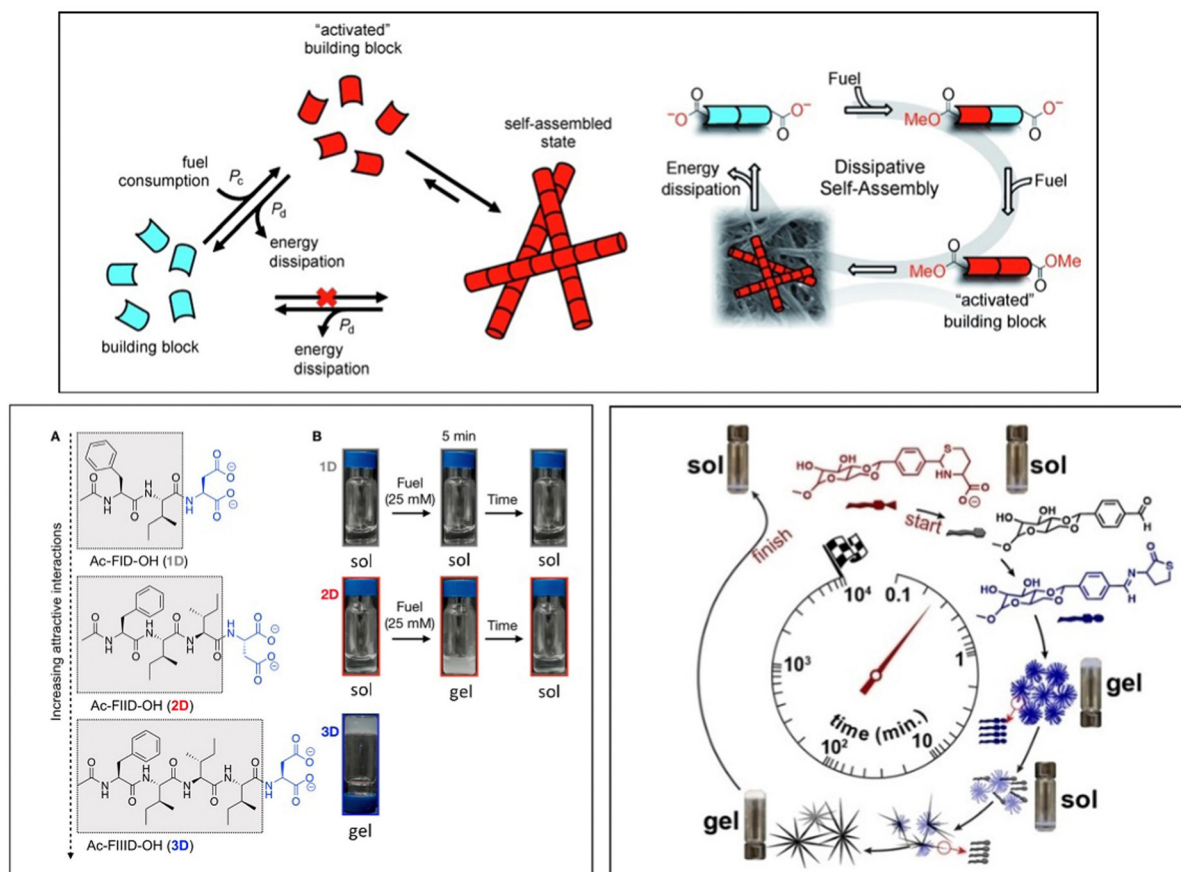 "activated"
building block
fuel
consumption
Pc
Pd
energy
dissipation
building block
Pd
energy
dissipation
self-assembled
state
⁻O
O
O
O⁻
Fuel
MeO
O
O
O⁻
Energy
dissipation
Dissipative
Self-Assembly
Fuel
MeO
O
O
OMe
"activated"
building block
Increasing attractive interactions
A
Ac-FID-OH (1D)
Ac-FIID-OH (2D)
Ac-FIIID-OH (3D)
B
5 min
1D
Fuel
(25 mM)
Time
sol
sol
sol
2D
Fuel
(25 mM)
Time
sol
gel
sol
3D
gel
sol
sol
start
finish
0.1
1
10
10²
10³
10⁴
time (min.)
gel
sol
gel